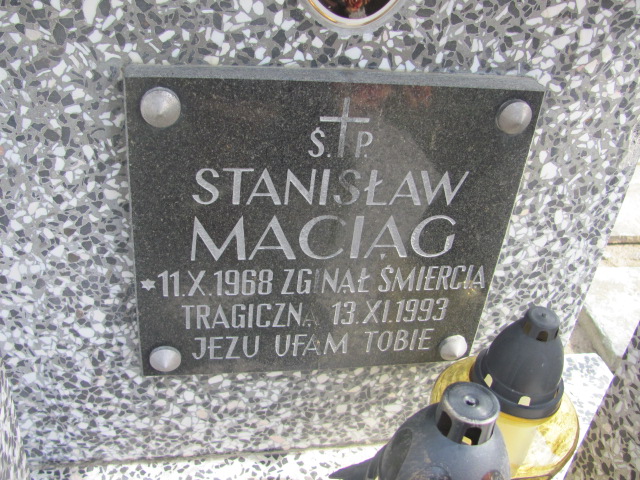 Ś.P.
STANISŁAW
MACIĄG
*11.X.1968 ZGINĄŁ ŚMIERCIĄ
TRAGICZNĄ 13.XI.1993
JEZU UFAM TOBIE